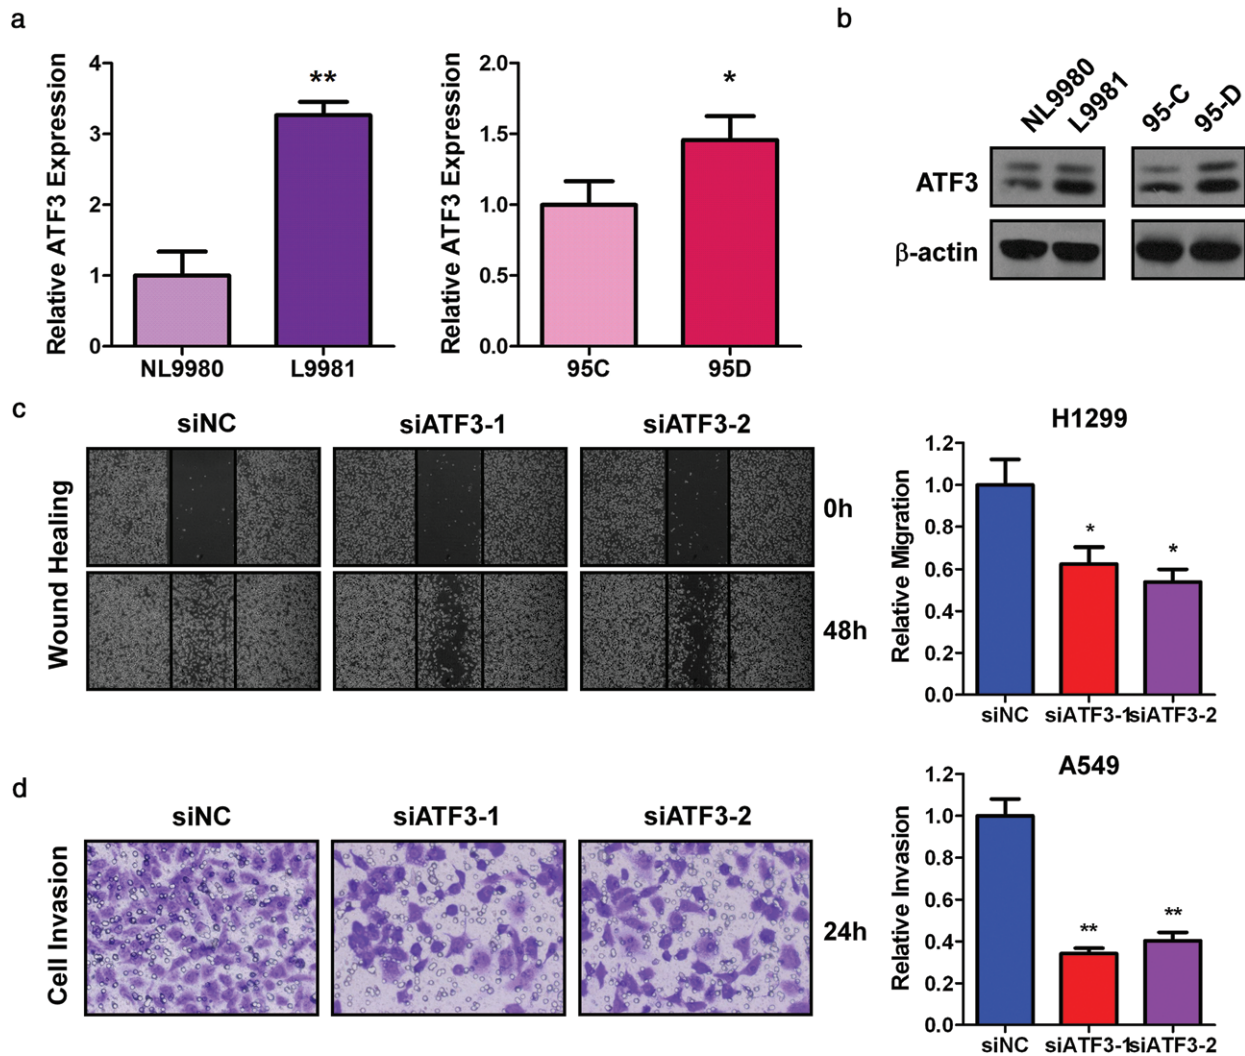 a
Relative ATF3 Expression
4
3
2
1
0
**
NL9980
L9981
Relative ATF3 Expression
2.0
1.5
1.0
0.5
0.0
*
95C
95D
b
NL9980
L9981
95-C
95-D
ATF3
β-actin
c
siNC
siATF3-1
siATF3-2
Wound Healing
0h
48h
H1299
Relative Migration
1.2
1.0
0.8
0.6
0.4
0.2
0.0
*
*
siNC
siATF3-1
siATF3-2
d
siNC
siATF3-1
siATF3-2
Cell Invasion
24h
A549
Relative Invasion
1.2
1.0
0.8
0.6
0.4
0.2
0.0
**
**
siNC
siATF3-1
siATF3-2